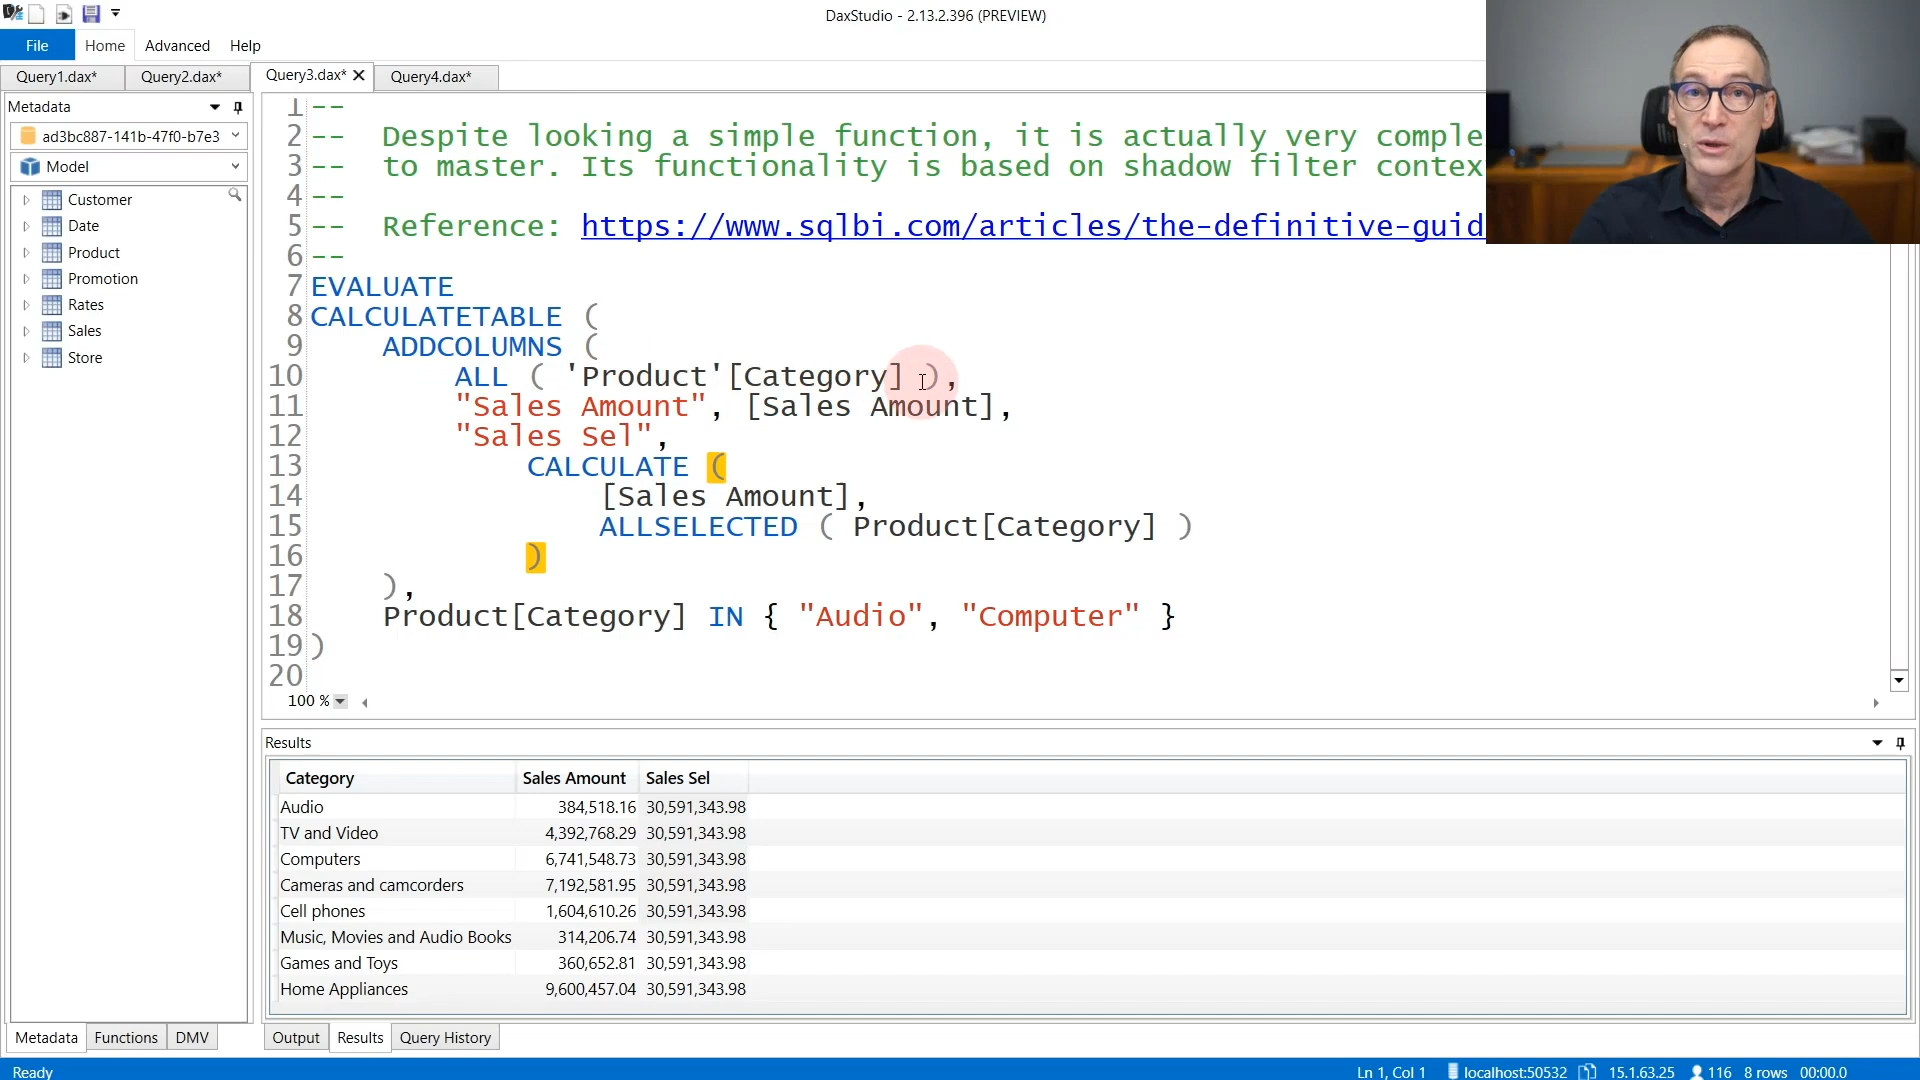 DaxStudio - 2.13.2.396 (PREVIEW)
File Home Advanced Help
Query1.dax* Query2.dax* Query3.dax* Query4.dax*
Metadata
ad3bc887-141b-47f0-b7e3
Model
Customer
Date
Product
Promotion
Rates
Sales
Store
1 --
2 -- Despite looking a simple function, it is actually very comple
3 -- to master. Its functionality is based on shadow filter contex
4 --
5 -- Reference: https://www.sqlbi.com/articles/the-definitive-guid
6 --
7 EVALUATE
8 CALCULATETABLE (
9 ADDCOLUMNS (
10 ALL ( 'Product'[Category] ),
11 "Sales Amount", [Sales Amount],
12 "Sales Sel",
13 CALCULATE (
14 [Sales Amount],
15 ALLSELECTED ( Product[Category] )
16 )
17 ),
18 Product[Category] IN { "Audio", "Computer" }
19 )
20
100 %
Results
Category Sales Amount Sales Sel
Audio 384,518.16 30,591,343.98
TV and Video 4,392,768.29 30,591,343.98
Computers 6,741,548.73 30,591,343.98
Cameras and camcorders 7,192,581.95 30,591,343.98
Cell phones 1,604,610.26 30,591,343.98
Music, Movies and Audio Books 314,206.74 30,591,343.98
Games and Toys 360,652.81 30,591,343.98
Home Appliances 9,600,457.04 30,591,343.98
Metadata Functions DMV Output Results Query History
Ready Ln 1, Col 1 localhost:50532 15.1.63.25 116 8 rows 00:00.0